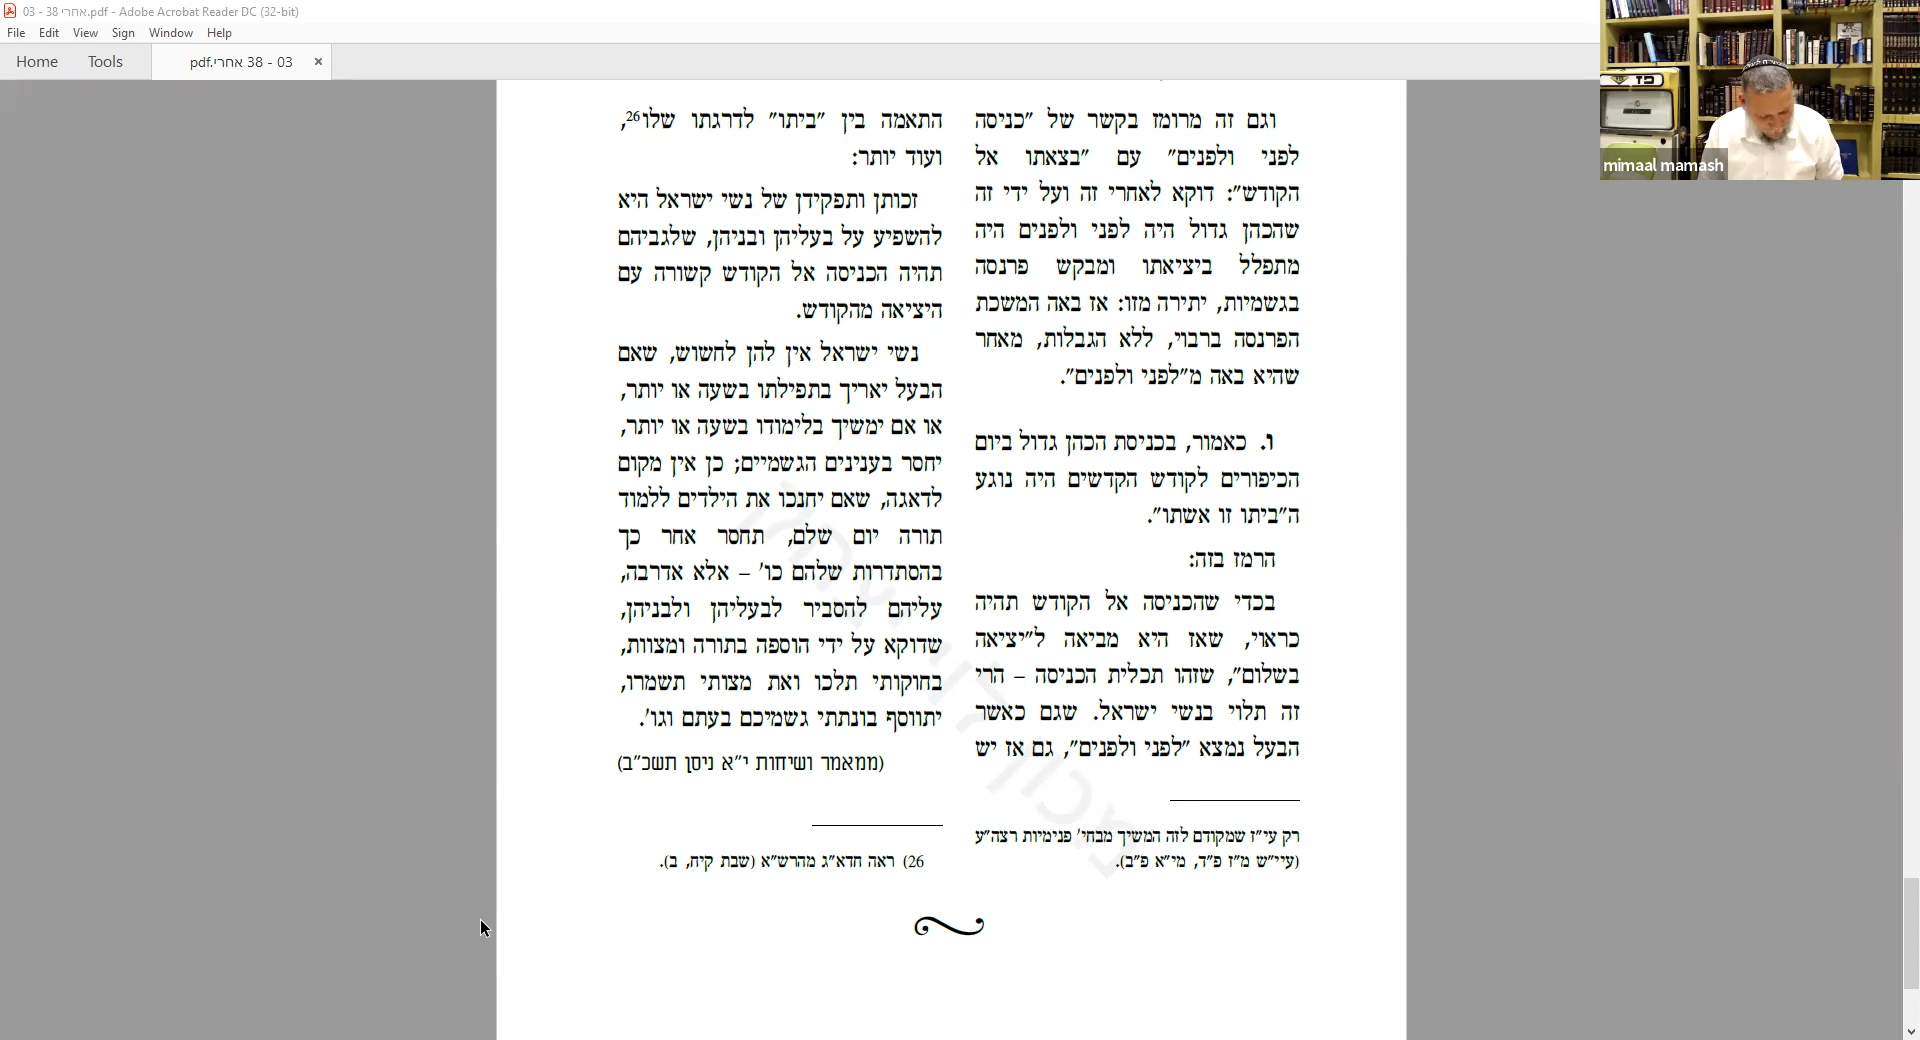 03 - 38 אחרי.pdf - Adobe Acrobat Reader DC (32-bit)
File Edit View Sign Window Help
Home Tools 03 - 38 אחרי.pdf ×
mimaal mamash
וגם זה מרומז בקשר של "כניסה
לפני ולפנים" עם "בצאתו אל
הקודש": דוקא לאחרי זה ועל ידי זה
שהכהן גדול היה לפני ולפנים היה
מתפלל ביציאתו ומבקש פרנסה
בגשמיות, יתירה מזו: אז באה המשכת
הפרנסה ברבוי, ללא הגבלות, מאחר
שהיא באה מ"לפני ולפנים".
ו. כאמור, בכניסת הכהן גדול ביום
הכיפורים לקודש הקדשים היה נוגע
ה"ביתו זו אשתו".
הרמז בזה:
בכדי שהכניסה אל הקודש תהיה
כראוי, שאז היא מביאה ל"יציאה
בשלום", שזהו תכלית הכניסה – הרי
זה תלוי בנשי ישראל. שגם כאשר
הבעל נמצא "לפני ולפנים", גם אז יש
רק עי"ז שמקודם לזה המשיך מבחי' פנימיות רצה"ע
(עיי"ש מ"ז פ"ד, מי"א פ"ב).
התאמה בין "ביתו" לדרגתו שלו26,
ועוד יותר:
זכותן ותפקידן של נשי ישראל היא
להשפיע על בעליהן ובניהן, שלגביהם
תהיה הכניסה אל הקודש קשורה עם
היציאה מהקודש.
נשי ישראל אין להן לחשוש, שאם
הבעל יאריך בתפילתו בשעה או יותר,
או אם ימשיך בלימודו בשעה או יותר,
יחסר בענינים הגשמיים; כן אין מקום
לדאגה, שאם יחנכו את הילדים ללמוד
תורה יום שלם, תחסר אחר כך
בהסתדרות שלהם כו' – אלא אדרבה,
עליהם להסביר לבעליהן ולבניהן,
שדוקא על ידי הוספה בתורה ומצוות,
בחוקותי תלכו ואת מצותי תשמרו,
יתווסף בונתתי גשמיכם בעתם וגו'.
(ממאמר ושיחות י"א ניסן תשכ"ב)
26) ראה חדא"ג מהרש"א (שבת קיח, ב).